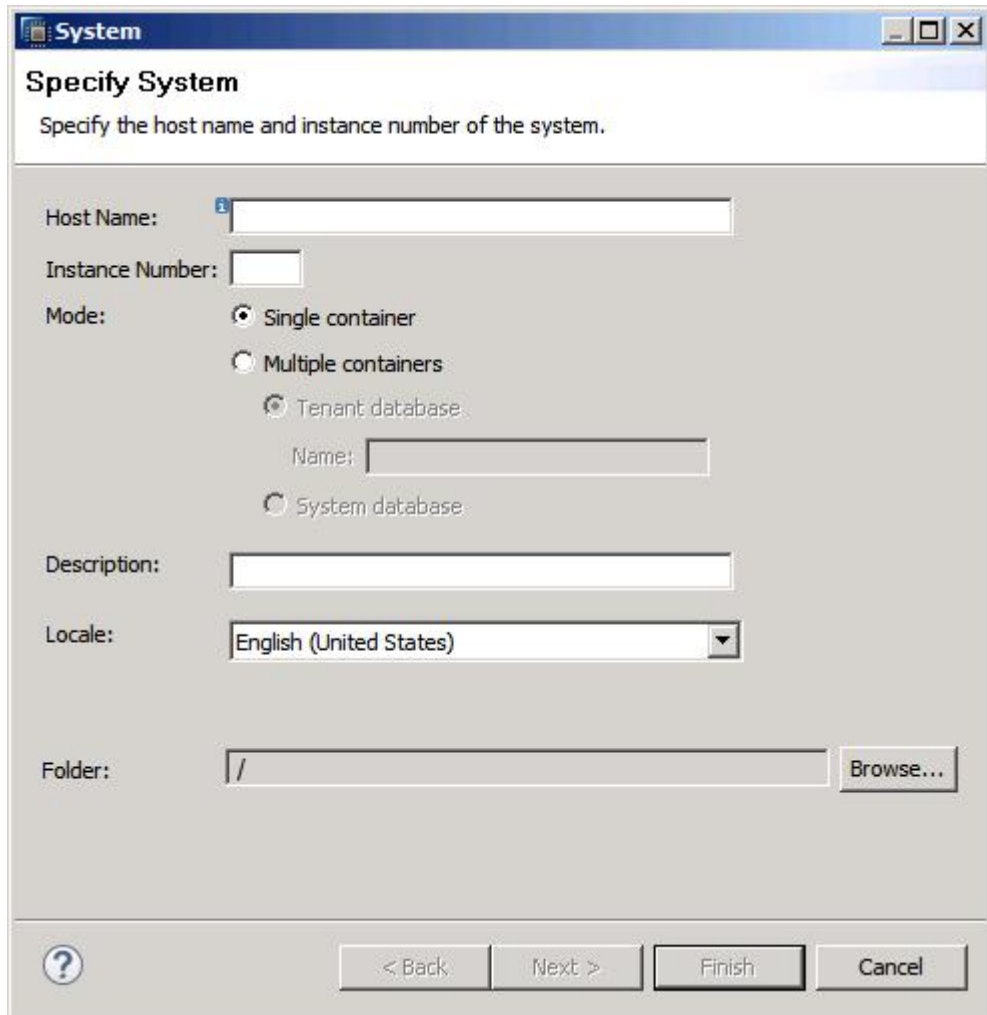 System
Specify System
Specify the host name and instance number of the system.
Host Name:
Instance Number:
Mode: Single container
Multiple containers
Tenant database
Name:
System database
Description:
Locale: English (United States)
Folder: / Browse...
? < Back Next > Finish Cancel